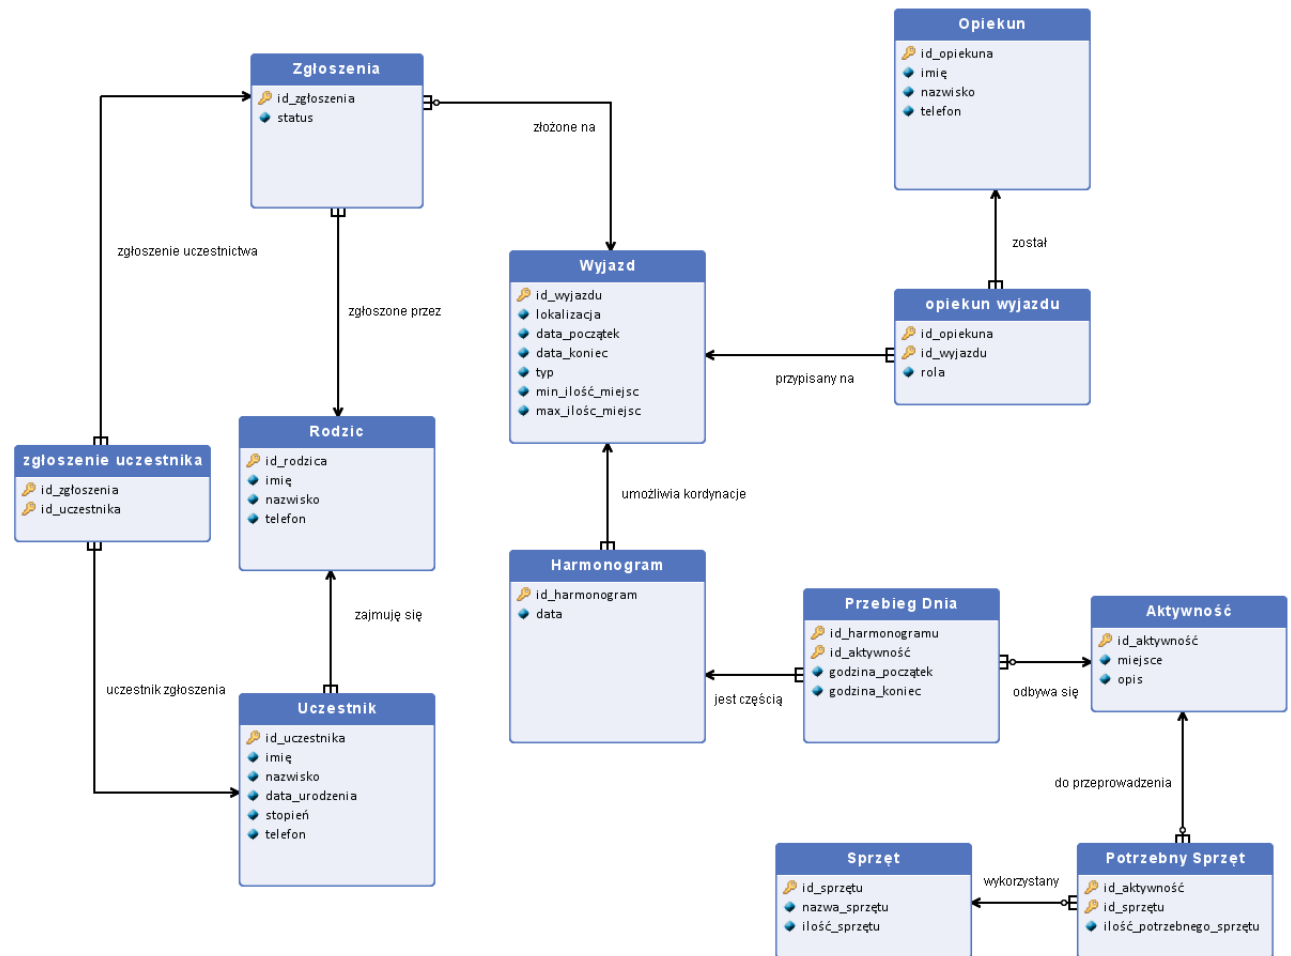 Opiekun
id_opiekuna
imię
nazwisko
telefon
Zgłoszenia
id_zgłoszenia
status
złożone na
zgłoszenie uczestnictwa
został
Wyjazd
id_wyjazdu
lokalizacja
data_początek
data_koniec
typ
min_ilość_miejsc
max_ilośc_miejsc
opiekun wyjazdu
id_opiekuna
id_wyjazdu
rola
zgłoszone przez
przypisany na
Rodzic
id_rodzica
imię
nazwisko
telefon
zgłoszenie uczestnika
id_zgłoszenia
id_uczestnika
umożliwia kordynacje
Harmonogram
id_harmonogram
data
Przebieg Dnia
id_harmonogramu
id_aktywność
godzina_początek
godzina_koniec
Aktywność
id_aktywność
miejsce
opis
zajmuję się
uczestnik zgłoszenia
jest częścią
odbywa się
Uczestnik
id_uczestnika
imię
nazwisko
data_urodzenia
stopień
telefon
do przeprowadzenia
Sprzęt
id_sprzętu
nazwa_sprzętu
ilość_sprzętu
wykorzystany
Potrzebny Sprzęt
id_aktywność
id_sprzętu
ilość_potrzebnego_sprzętu